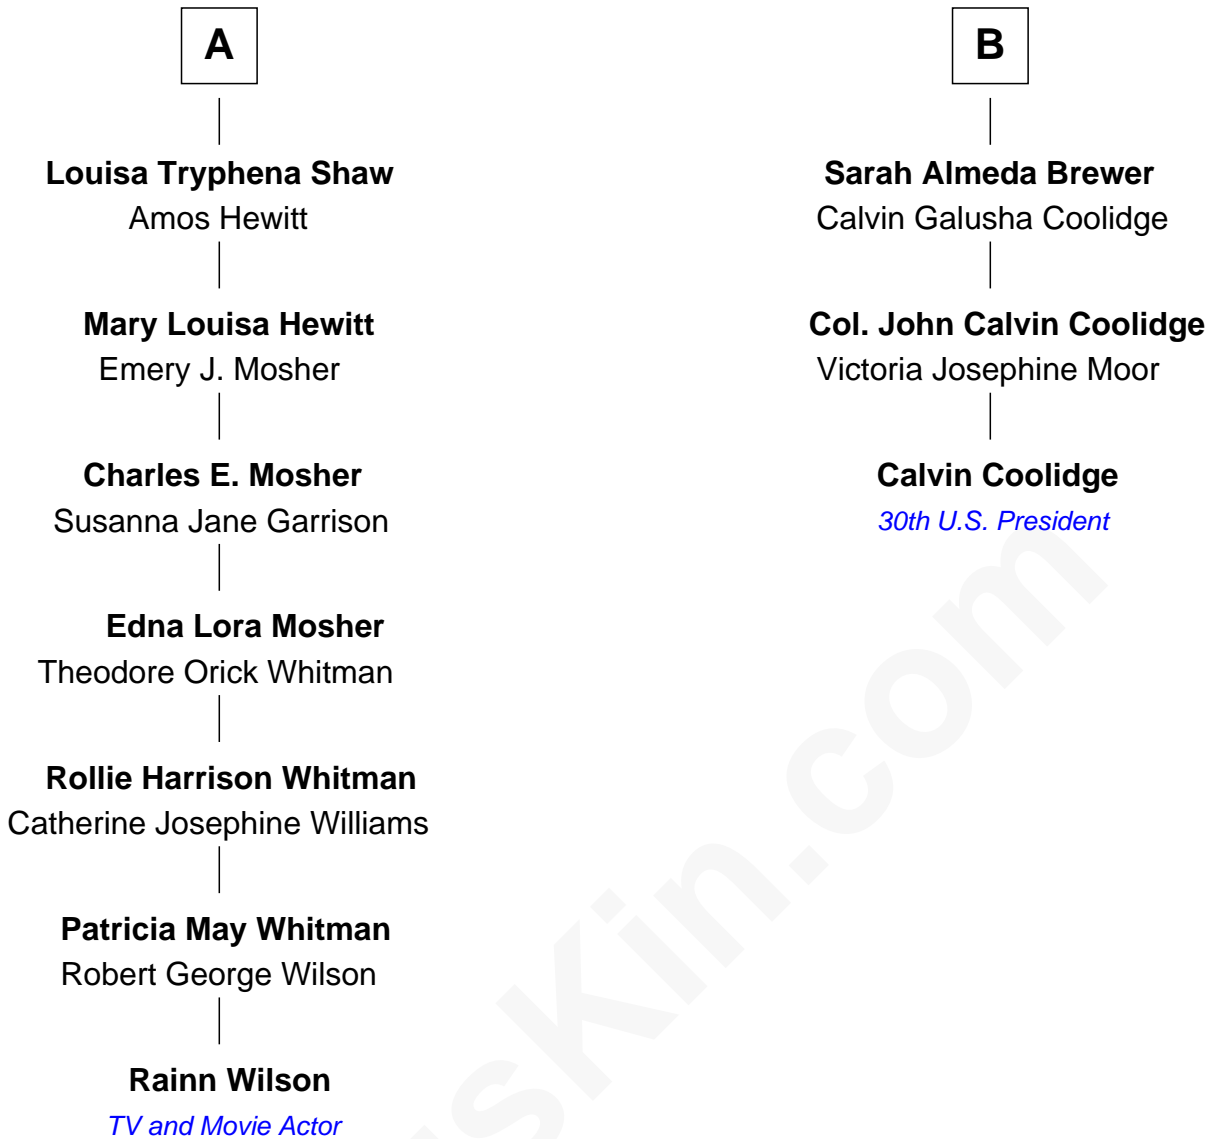 A
Louisa Tryphena Shaw
Amos Hewitt
Mary Louisa Hewitt
Emery J. Mosher
Charles E. Mosher
Susanna Jane Garrison
Edna Lora Mosher
Theodore Orick Whitman
Rollie Harrison Whitman
Catherine Josephine Williams
Patricia May Whitman
Robert George Wilson
Rainn Wilson
TV and Movie Actor
B
Sarah Almeda Brewer
Calvin Galusha Coolidge
Col. John Calvin Coolidge
Victoria Josephine Moor
Calvin Coolidge
30th U.S. President